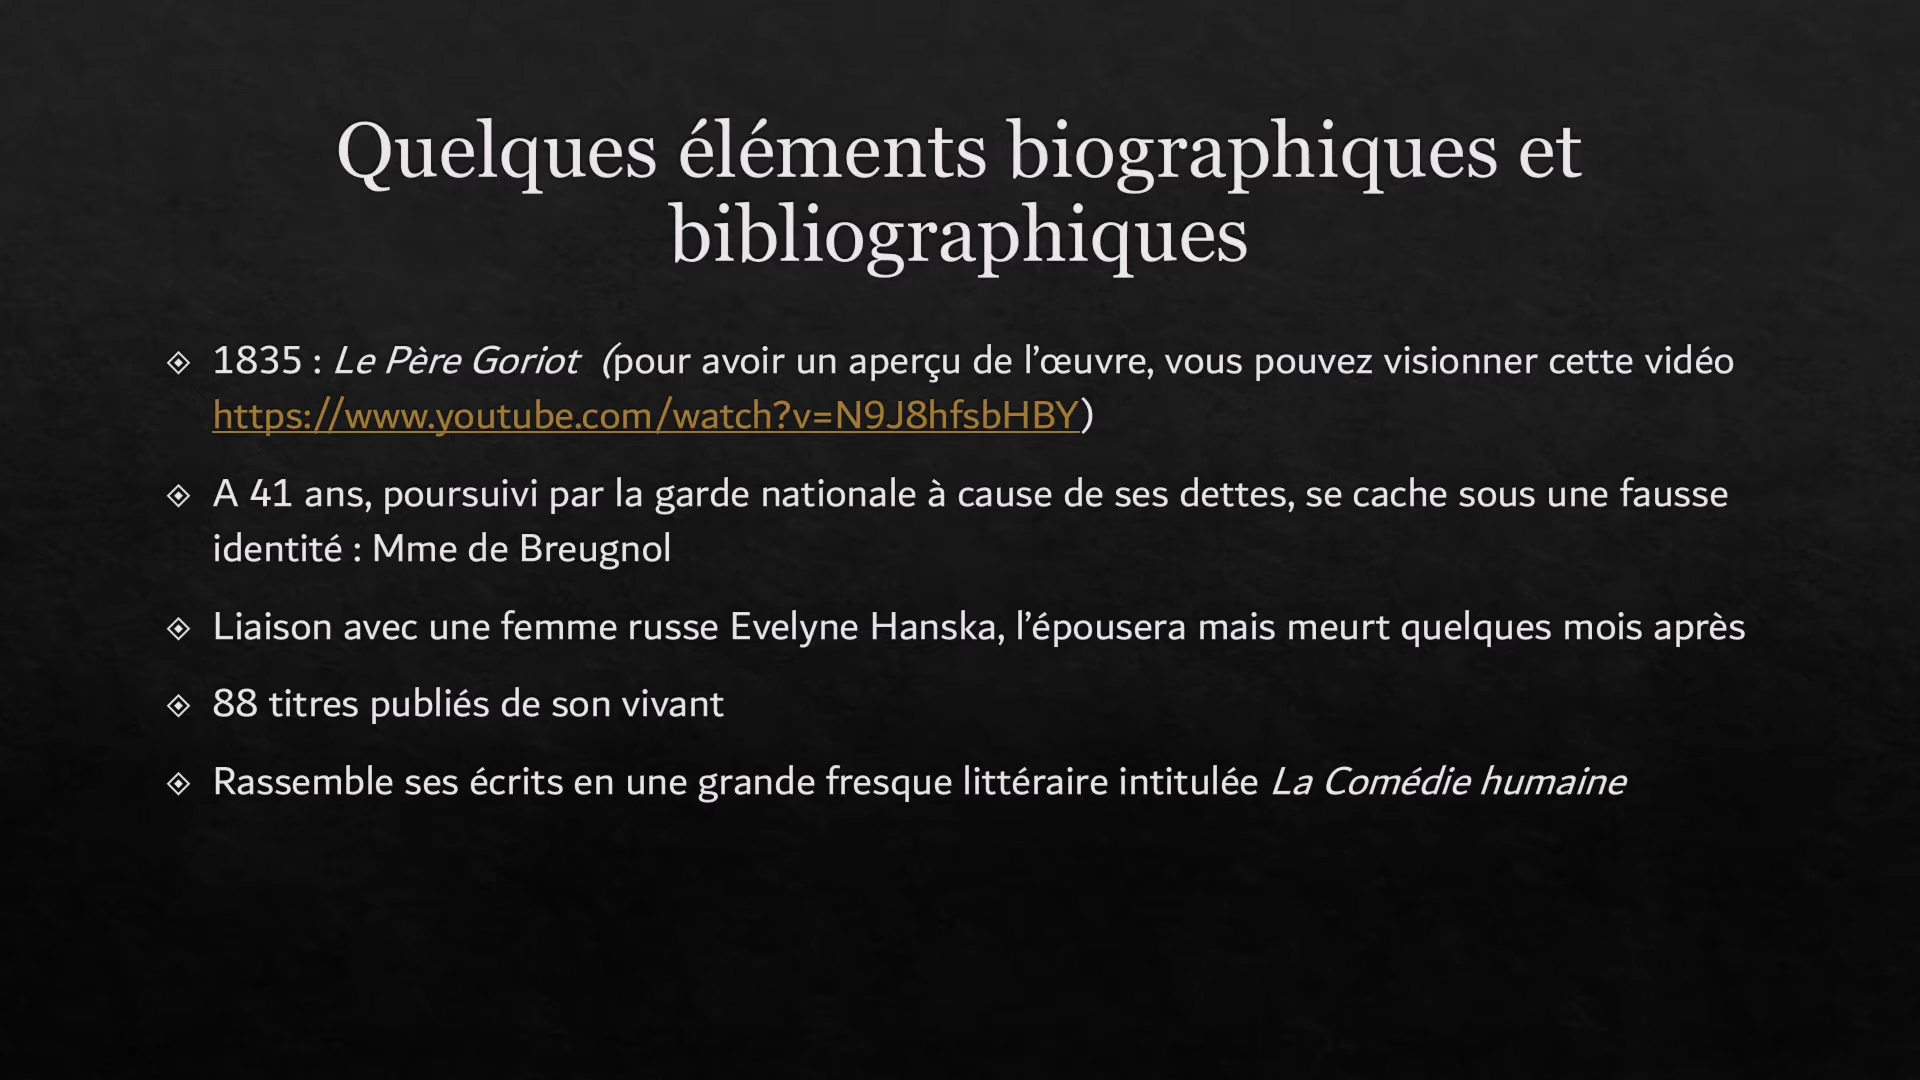 Quelques éléments biographiques et
bibliographiques
1835 : Le Père Goriot (pour avoir un aperçu de l’œuvre, vous pouvez visionner cette vidéo
https://www.youtube.com/watch?v=N9J8hfsbHBY)
A 41 ans, poursuivi par la garde nationale à cause de ses dettes, se cache sous une fausse
identité : Mme de Breugnol
Liaison avec une femme russe Evelyne Hanska, l’épousera mais meurt quelques mois après
88 titres publiés de son vivant
Rassemble ses écrits en une grande fresque littéraire intitulée La Comédie humaine